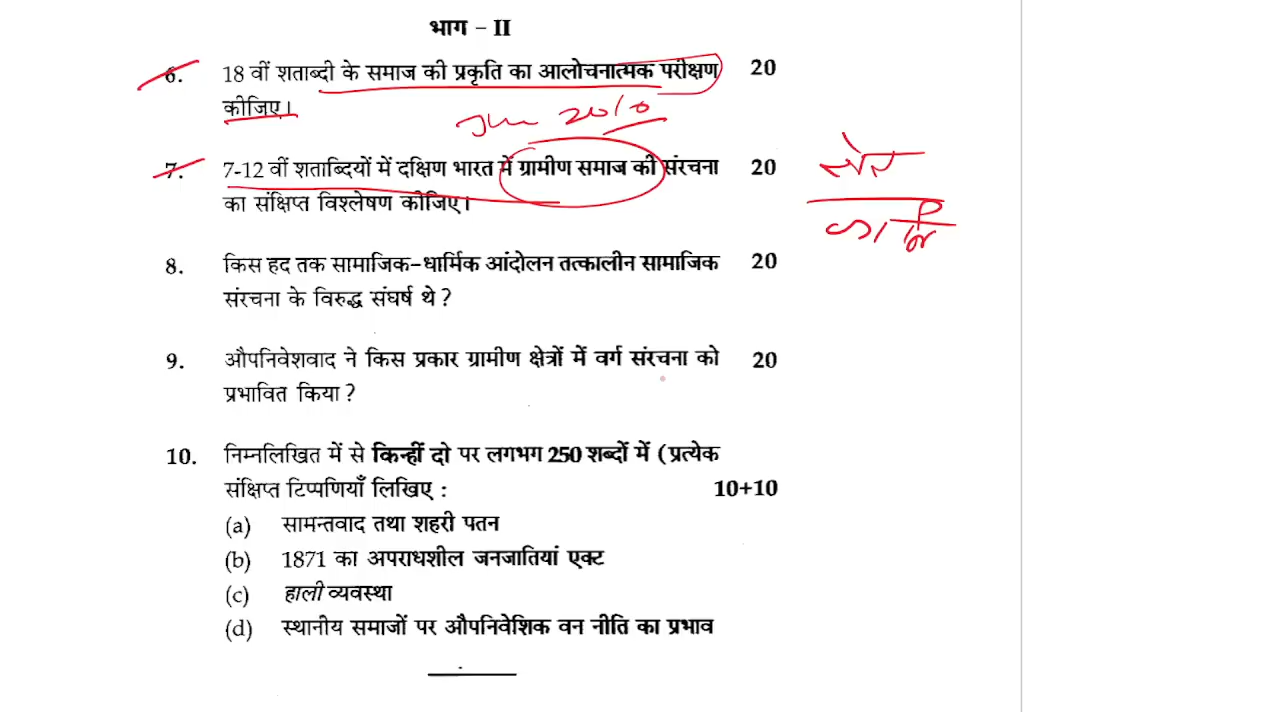 भाग – II
6. 18 वीं शताब्दी के समाज की प्रकृति का आलोचनात्मक परीक्षण 20
कीजिए।
2010
7. 7-12 वीं शताब्दियों में दक्षिण भारत में ग्रामीण समाज की संरचना 20
का संक्षिप्त विश्लेषण कीजिए।
8. किस हद तक सामाजिक-धार्मिक आंदोलन तत्कालीन सामाजिक 20
संरचना के विरुद्ध संघर्ष थे ?
9. औपनिवेशवाद ने किस प्रकार ग्रामीण क्षेत्रों में वर्ग संरचना को 20
प्रभावित किया ?
10. निम्नलिखित में से किन्हीं दो पर लगभग 250 शब्दों में (प्रत्येक
संक्षिप्त टिप्पणियाँ लिखिए : 10+10
(a) सामन्तवाद तथा शहरी पतन
(b) 1871 का अपराधशील जनजातियां एक्ट
(c) हाली व्यवस्था
(d) स्थानीय समाजों पर औपनिवेशिक वन नीति का प्रभाव